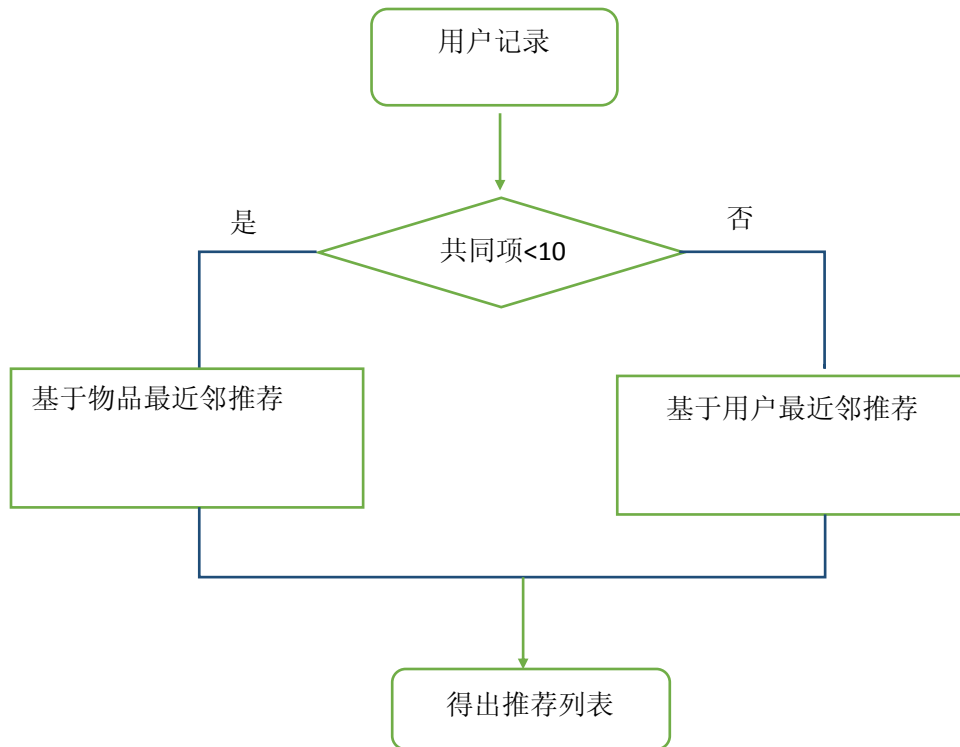 用户记录
是
否
共同项<10
基于物品最近邻推荐
基于用户最近邻推荐
得出推荐列表